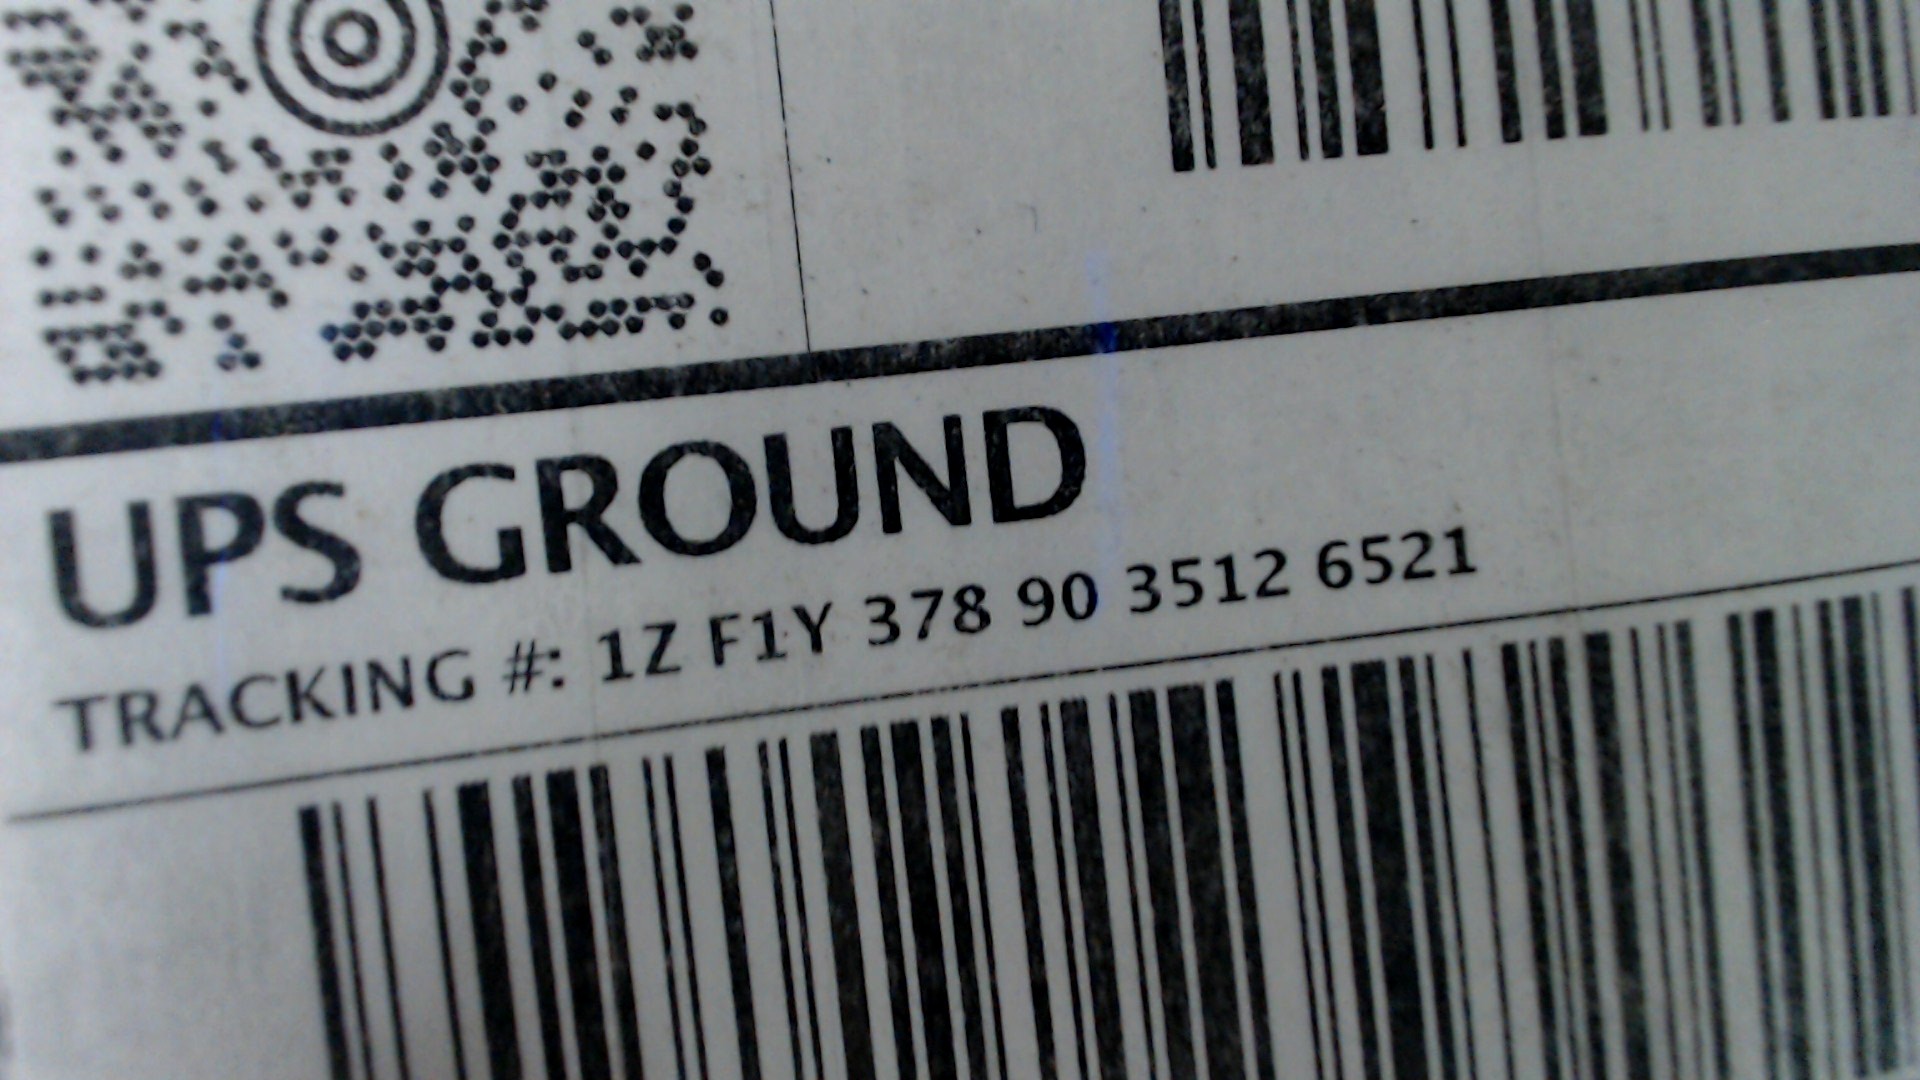 UPS GROUND
TRACKING #: 1Z F1Y 378 90 3512 6521